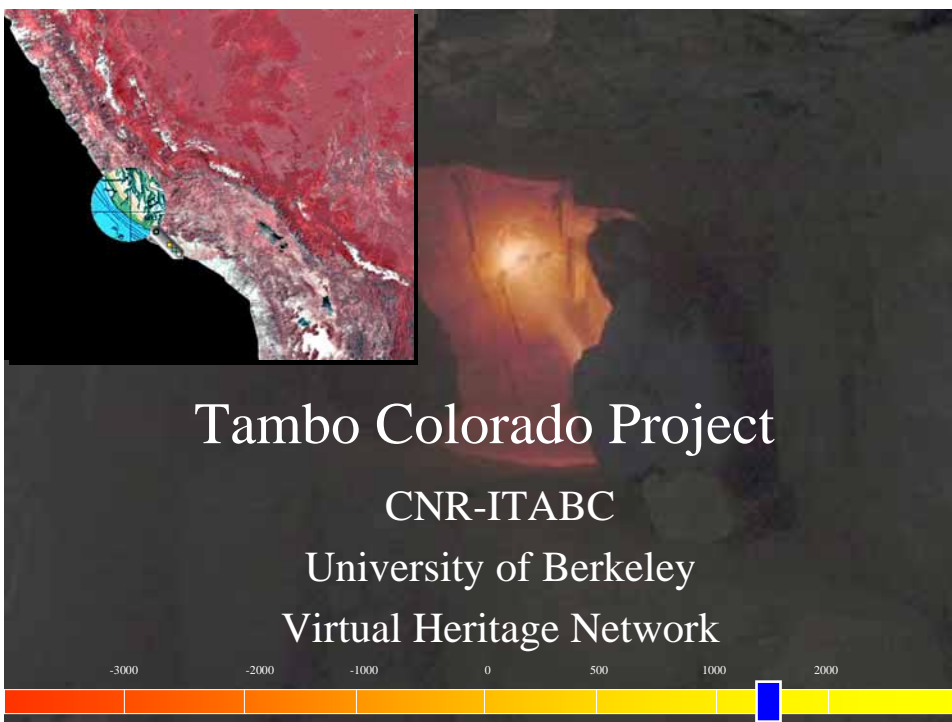 Tambo Colorado Project
CNR-ITABC
University of Berkeley
Virtual Heritage Network
-3000 -2000 -1000 0 500 1000 2000